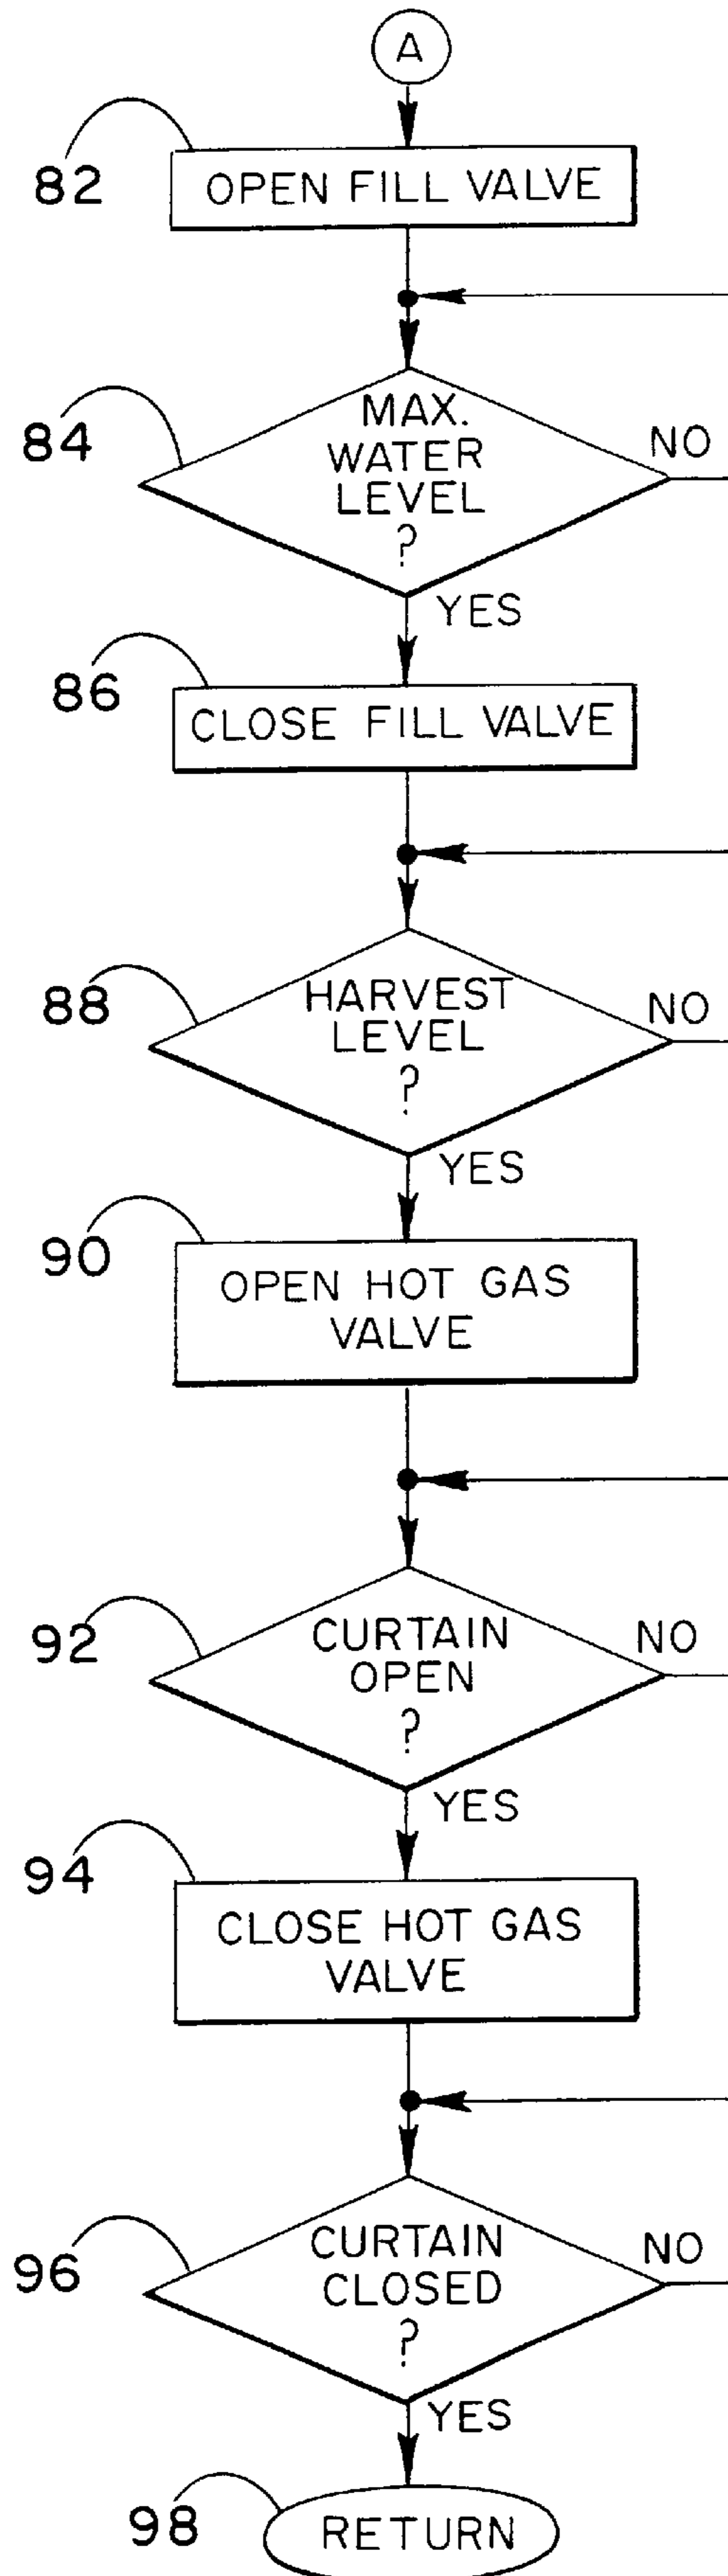 A
82
OPEN FILL VALVE
84
MAX.
WATER
LEVEL
?
NO
YES
86
CLOSE FILL VALVE
88
HARVEST
LEVEL
?
NO
YES
90
OPEN HOT GAS
VALVE
92
CURTAIN
OPEN
?
NO
YES
94
CLOSE HOT GAS
VALVE
96
CURTAIN
CLOSED
?
NO
YES
98
RETURN